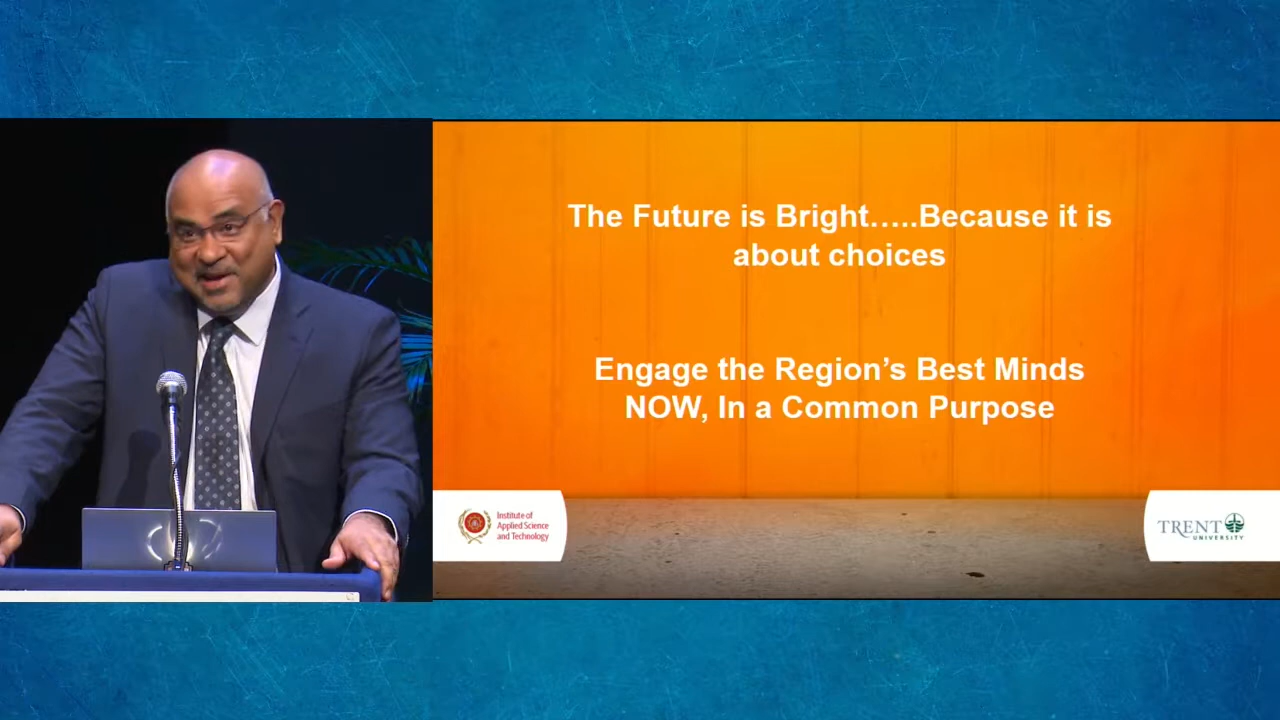 The Future is Bright…..Because it is
about choices
Engage the Region’s Best Minds
NOW, In a Common Purpose
Institute of
Applied Science
and Technology
TRENT
UNIVERSITY